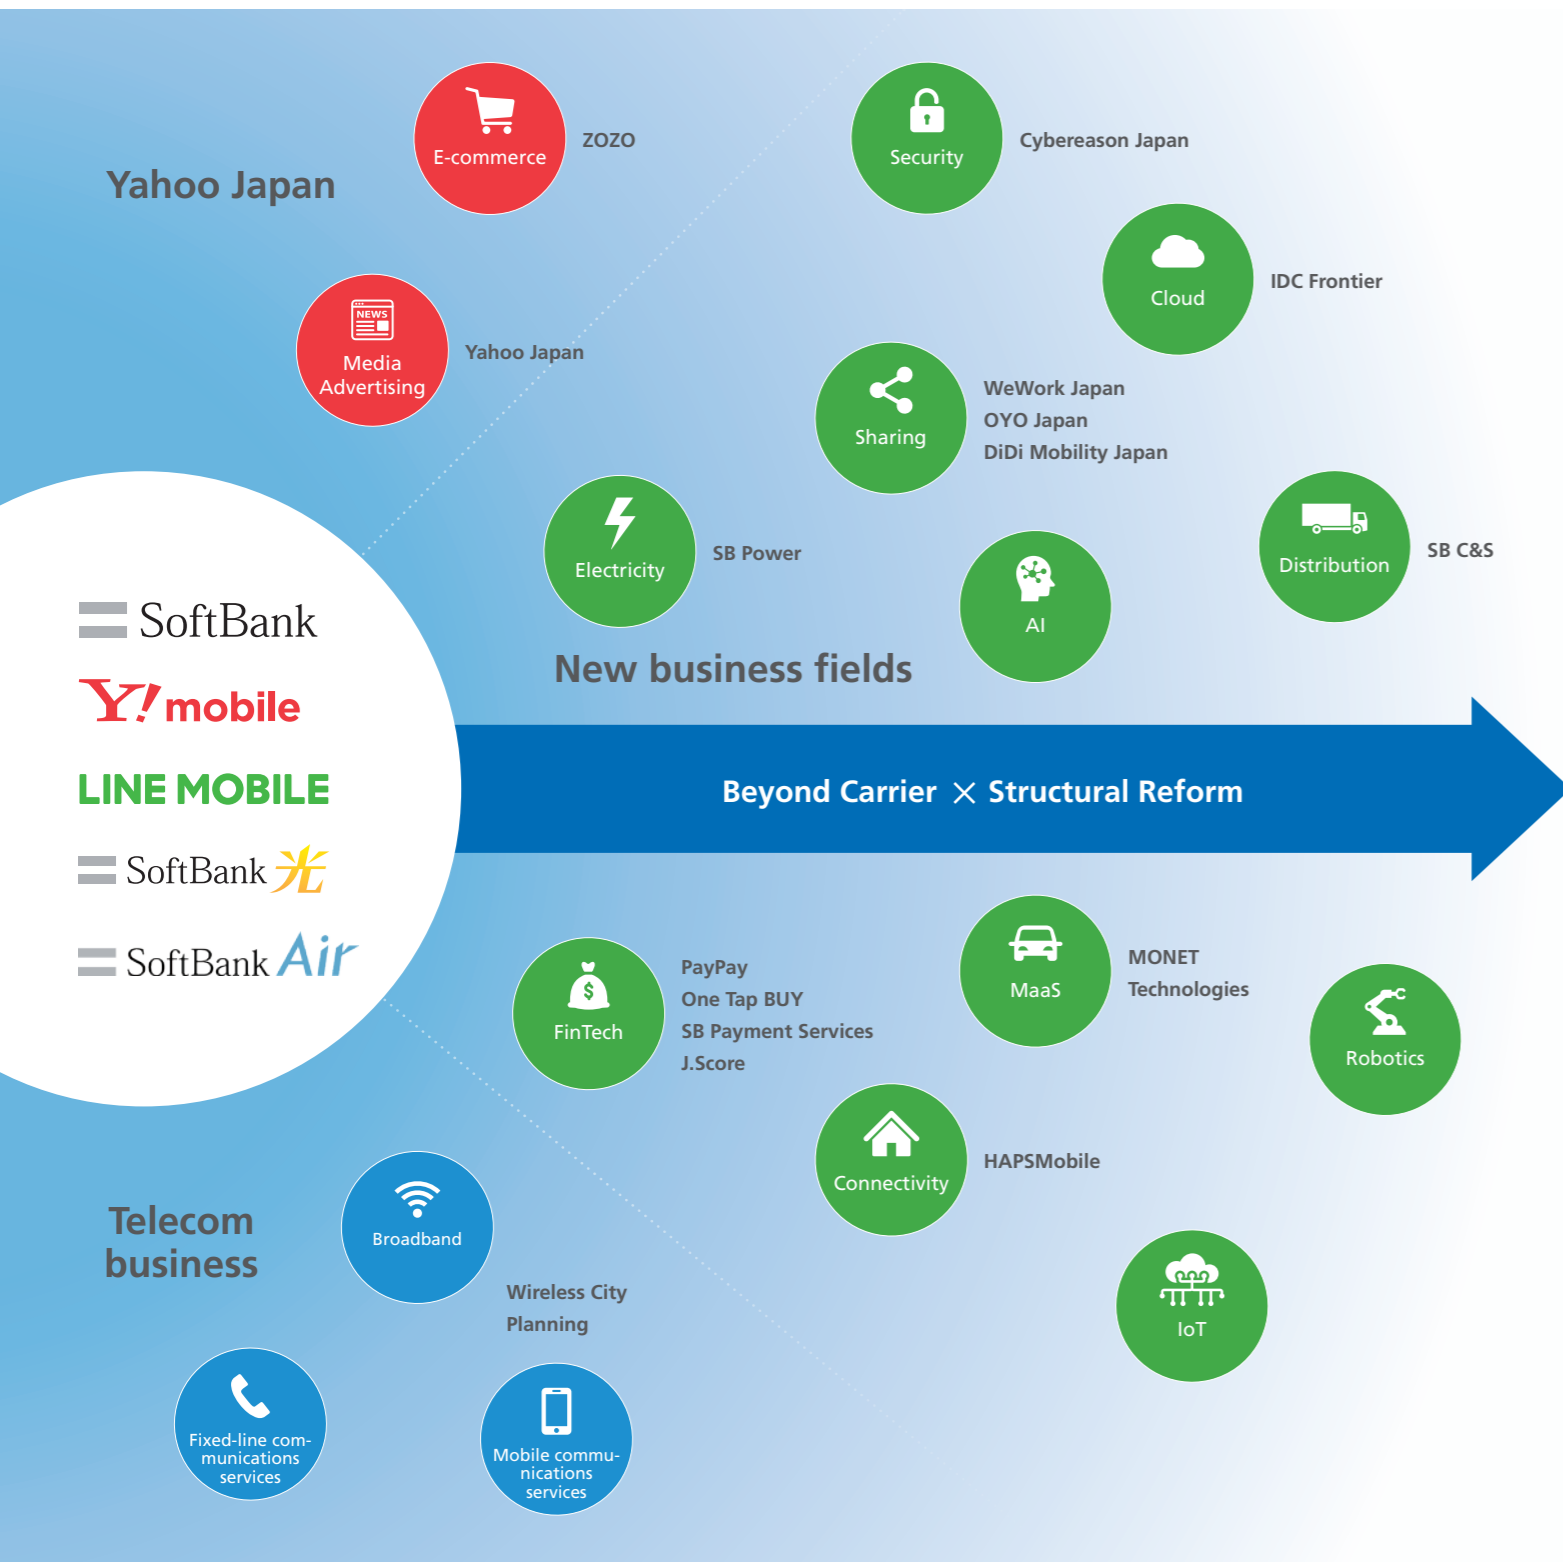 Yahoo Japan
E-commerce
ZOZO
NEWS
Media
Advertising
Yahoo Japan
Security
Cybereason Japan
Cloud
IDC Frontier
Sharing
WeWork Japan
OYO Japan
DiDi Mobility Japan
Electricity
SB Power
AI
Distribution
SB C&S
New business fields
SoftBank
Y! mobile
LINE MOBILE
SoftBank 光
SoftBank Air
Beyond Carrier × Structural Reform
$
FinTech
PayPay
One Tap BUY
SB Payment Services
J.Score
MaaS
MONET
Technologies
Robotics
Connectivity
HAPSMobile
IoT
Telecom
business
Broadband
Wireless City
Planning
Fixed-line com-
munications
services
Mobile commu-
nications
services